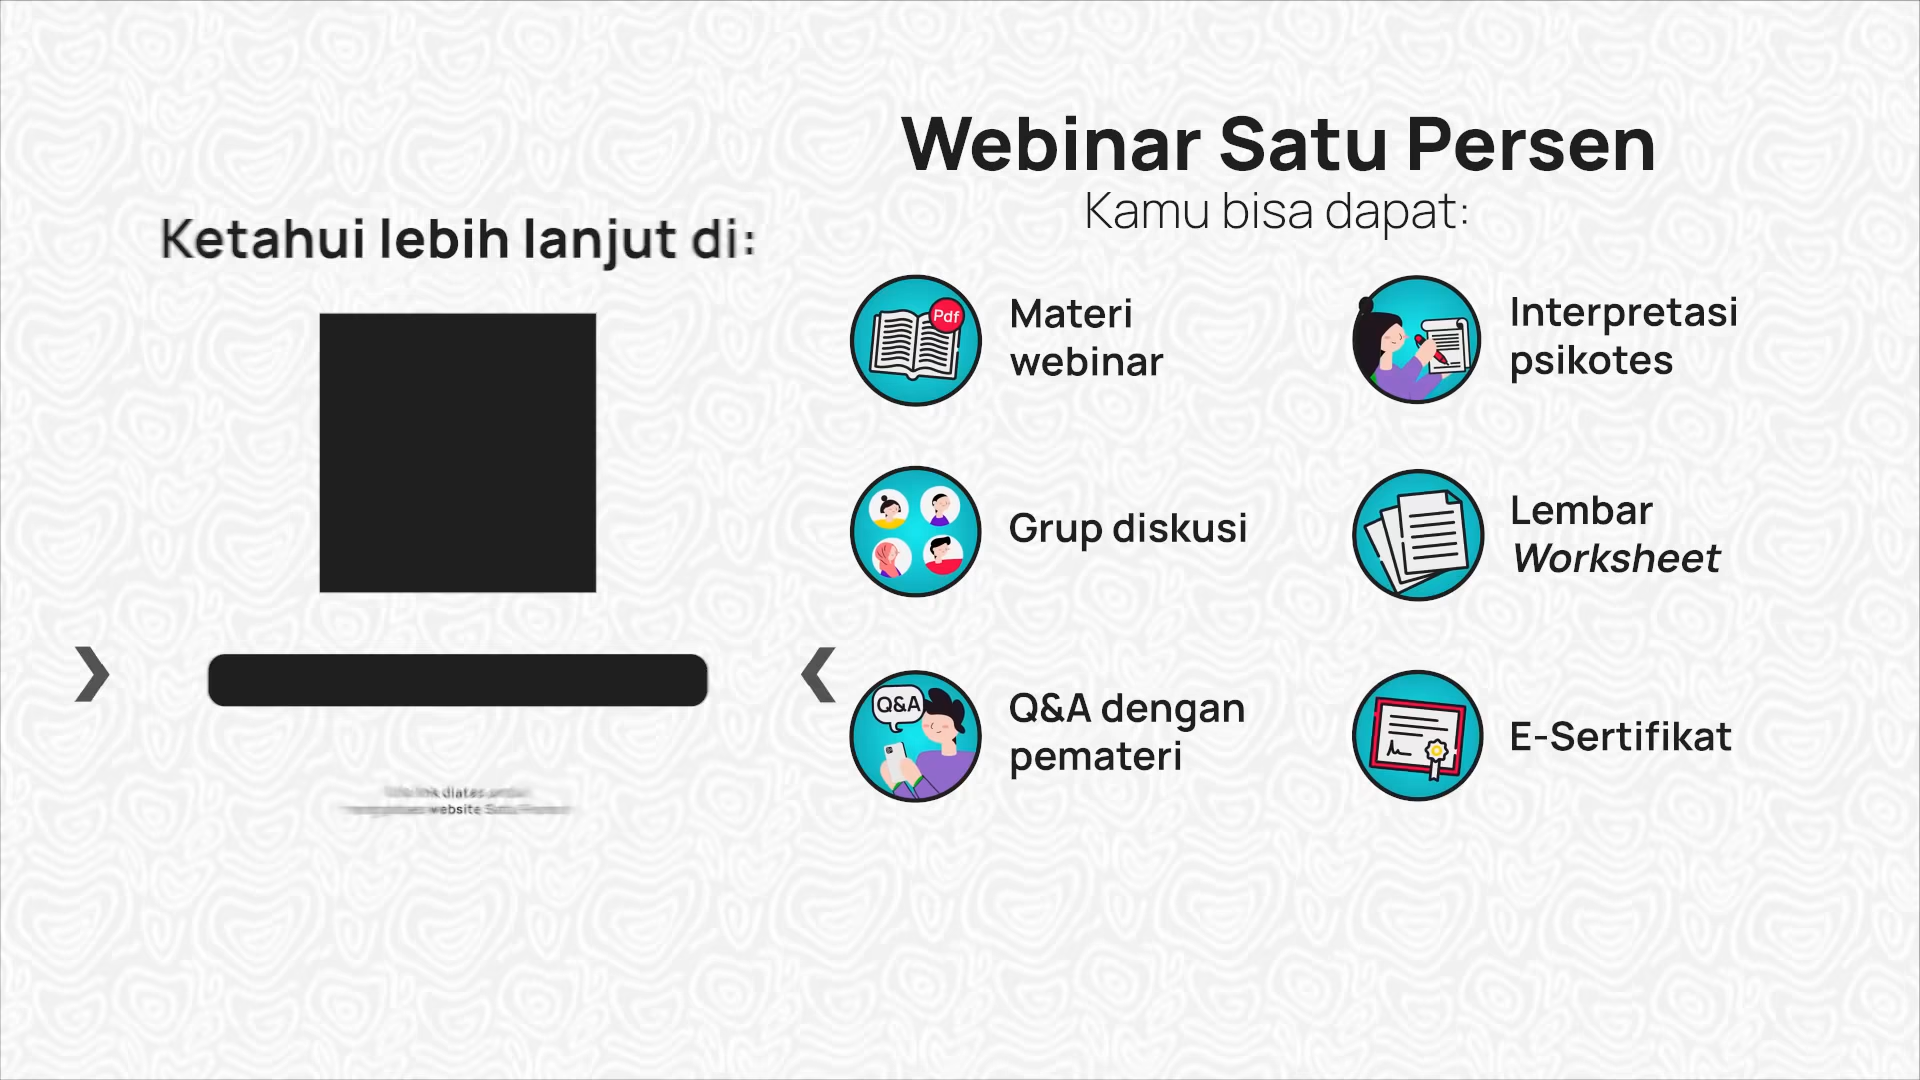 Ketahui lebih lanjut di:
website
Webinar Satu Persen
Kamu bisa dapat:
Pdf
Materi
webinar
Interpretasi
psikotes
Grup diskusi
Lembar
Worksheet
Q&A
Q&A dengan
pemateri
E-Sertifikat